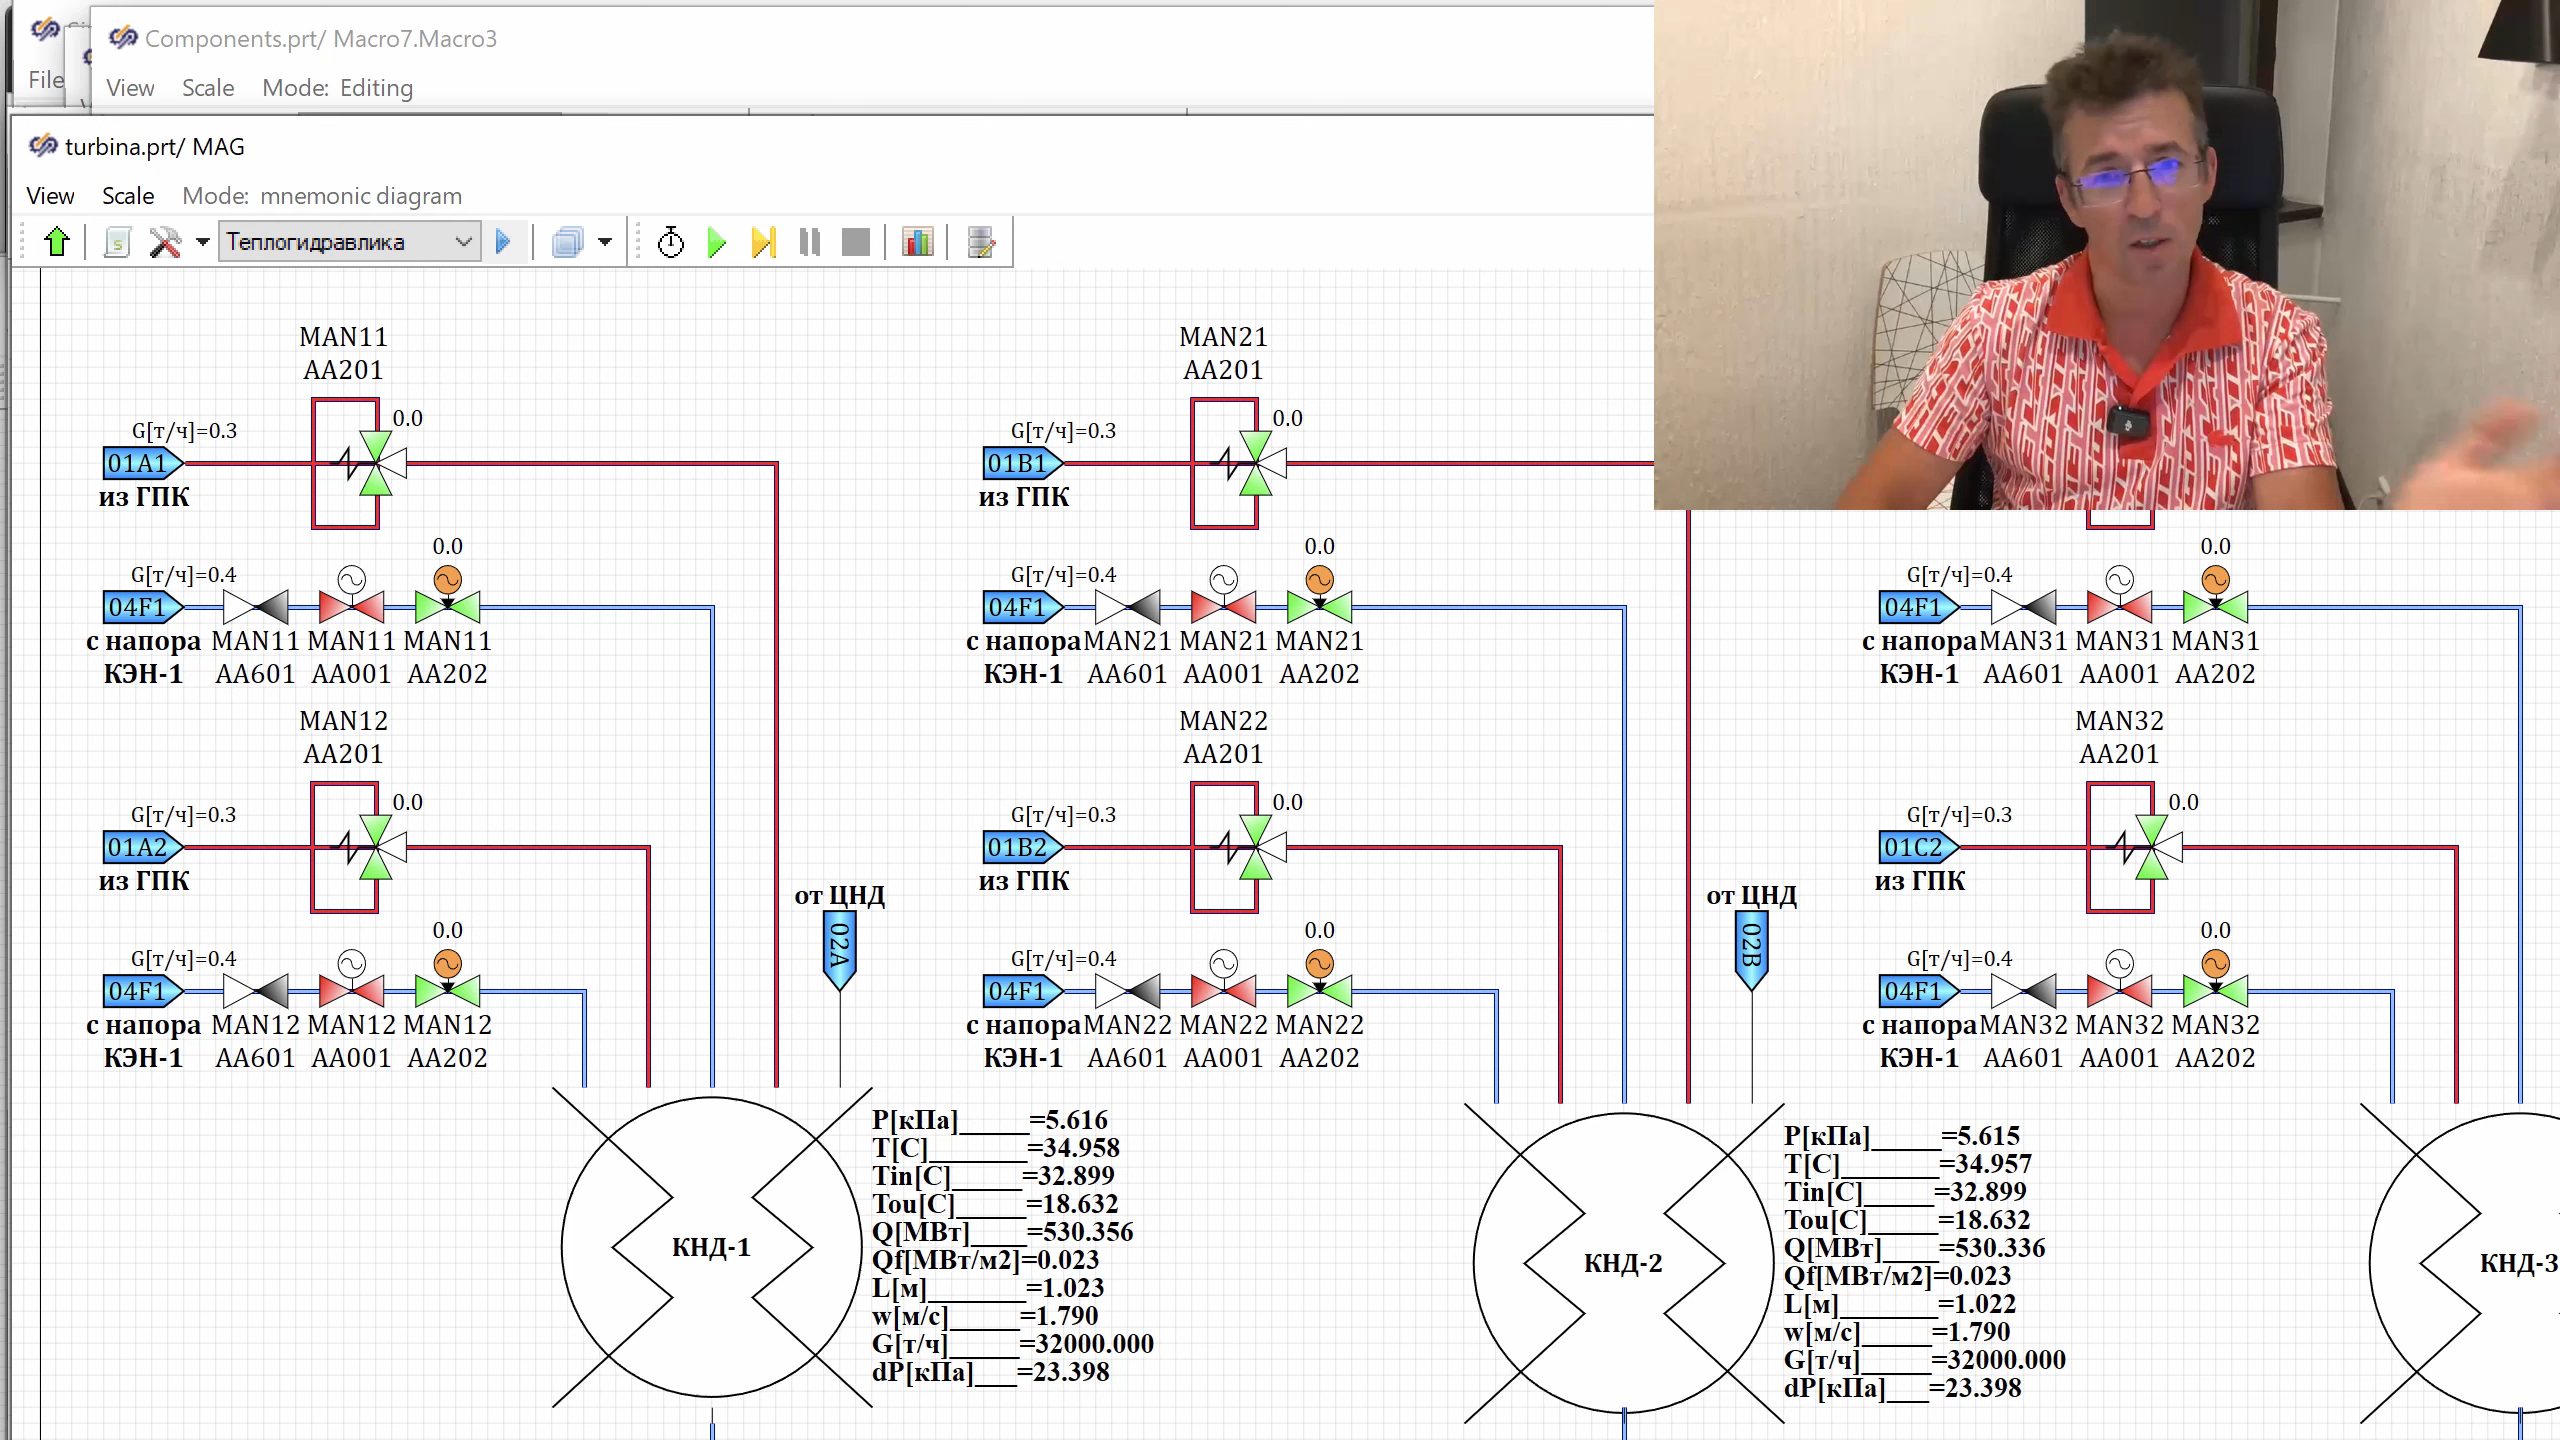 Components.prt/ Macro7.Macro3
File
View Scale Mode: Editing
turbina.prt/ MAG
View Scale Mode: mnemonic diagram
Теплогидравлика
MAN11
AA201
0.0
G[т/ч]=0.3
01A1
из ГПК
MAN21
AA201
0.0
G[т/ч]=0.3
01B1
из ГПК
0.0
G[т/ч]=0.4
04F1
с напора MAN11 MAN11 MAN11
КЭН-1 AA601 AA001 AA202
0.0
G[т/ч]=0.4
04F1
с напора MAN21 MAN21 MAN21
КЭН-1 AA601 AA001 AA202
0.0
G[т/ч]=0.4
04F1
с напора MAN31 MAN31 MAN31
КЭН-1 AA601 AA001 AA202
MAN12
AA201
0.0
G[т/ч]=0.3
01A2
из ГПК
MAN22
AA201
0.0
G[т/ч]=0.3
01B2
из ГПК
MAN32
AA201
0.0
G[т/ч]=0.3
01C2
из ГПК
от ЦНД
02A
от ЦНД
02B
0.0
G[т/ч]=0.4
04F1
с напора MAN12 MAN12 MAN12
КЭН-1 AA601 AA001 AA202
0.0
G[т/ч]=0.4
04F1
с напора MAN22 MAN22 MAN22
КЭН-1 AA601 AA001 AA202
0.0
G[т/ч]=0.4
04F1
с напора MAN32 MAN32 MAN32
КЭН-1 AA601 AA001 AA202
КНД-1
P[кПа]_____=5.616
T[C]_______=34.958
Tin[C]_____=32.899
Tou[C]_____=18.632
Q[МВт]____=530.356
Qf[МВт/м2]=0.023
L[м]_______=1.023
w[м/с]_____=1.790
G[т/ч]_____=32000.000
dP[кПа]___=23.398
КНД-2
P[кПа]_____=5.615
T[C]_______=34.957
Tin[C]_____=32.899
Tou[C]_____=18.632
Q[МВт]____=530.336
Qf[МВт/м2]=0.023
L[м]_______=1.022
w[м/с]_____=1.790
G[т/ч]_____=32000.000
dP[кПа]___=23.398
КНД-3